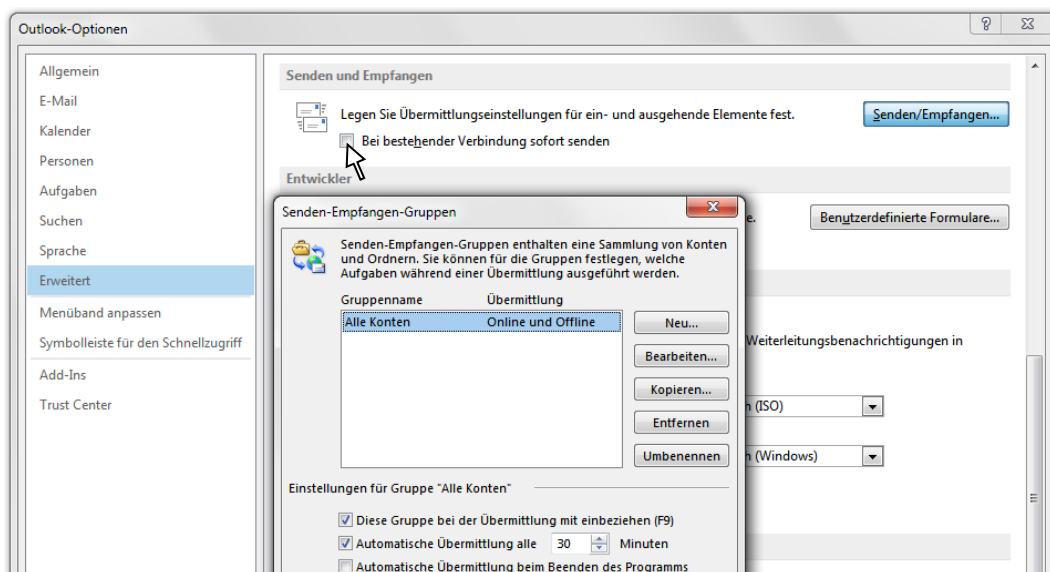 Outlook-Optionen
Allgemein
E-Mail
Kalender
Personen
Aufgaben
Suchen
Sprache
Erweitert
Menüband anpassen
Symbolleiste für den Schnellzugriff
Add-Ins
Trust Center
Senden und Empfangen
Legen Sie Übermittlungseinstellungen für ein- und ausgehende Elemente fest.
Senden/Empfangen...
Bei bestehender Verbindung sofort senden
Entwickler
e.
Benutzerdefinierte Formulare...
Weiterleitungsbenachrichtigungen in
(ISO)
(Windows)
Senden-Empfangen-Gruppen
Senden-Empfangen-Gruppen enthalten eine Sammlung von Konten
und Ordnern. Sie können für die Gruppen festlegen, welche
Aufgaben während einer Übermittlung ausgeführt werden.
Gruppenname Übermittlung
Alle Konten Online und Offline
Neu...
Bearbeiten...
Kopieren...
Entfernen
Umbenennen
Einstellungen für Gruppe "Alle Konten"
Diese Gruppe bei der Übermittlung mit einbeziehen (F9)
Automatische Übermittlung alle 30 Minuten
Automatische Übermittlung beim Beenden des Programms